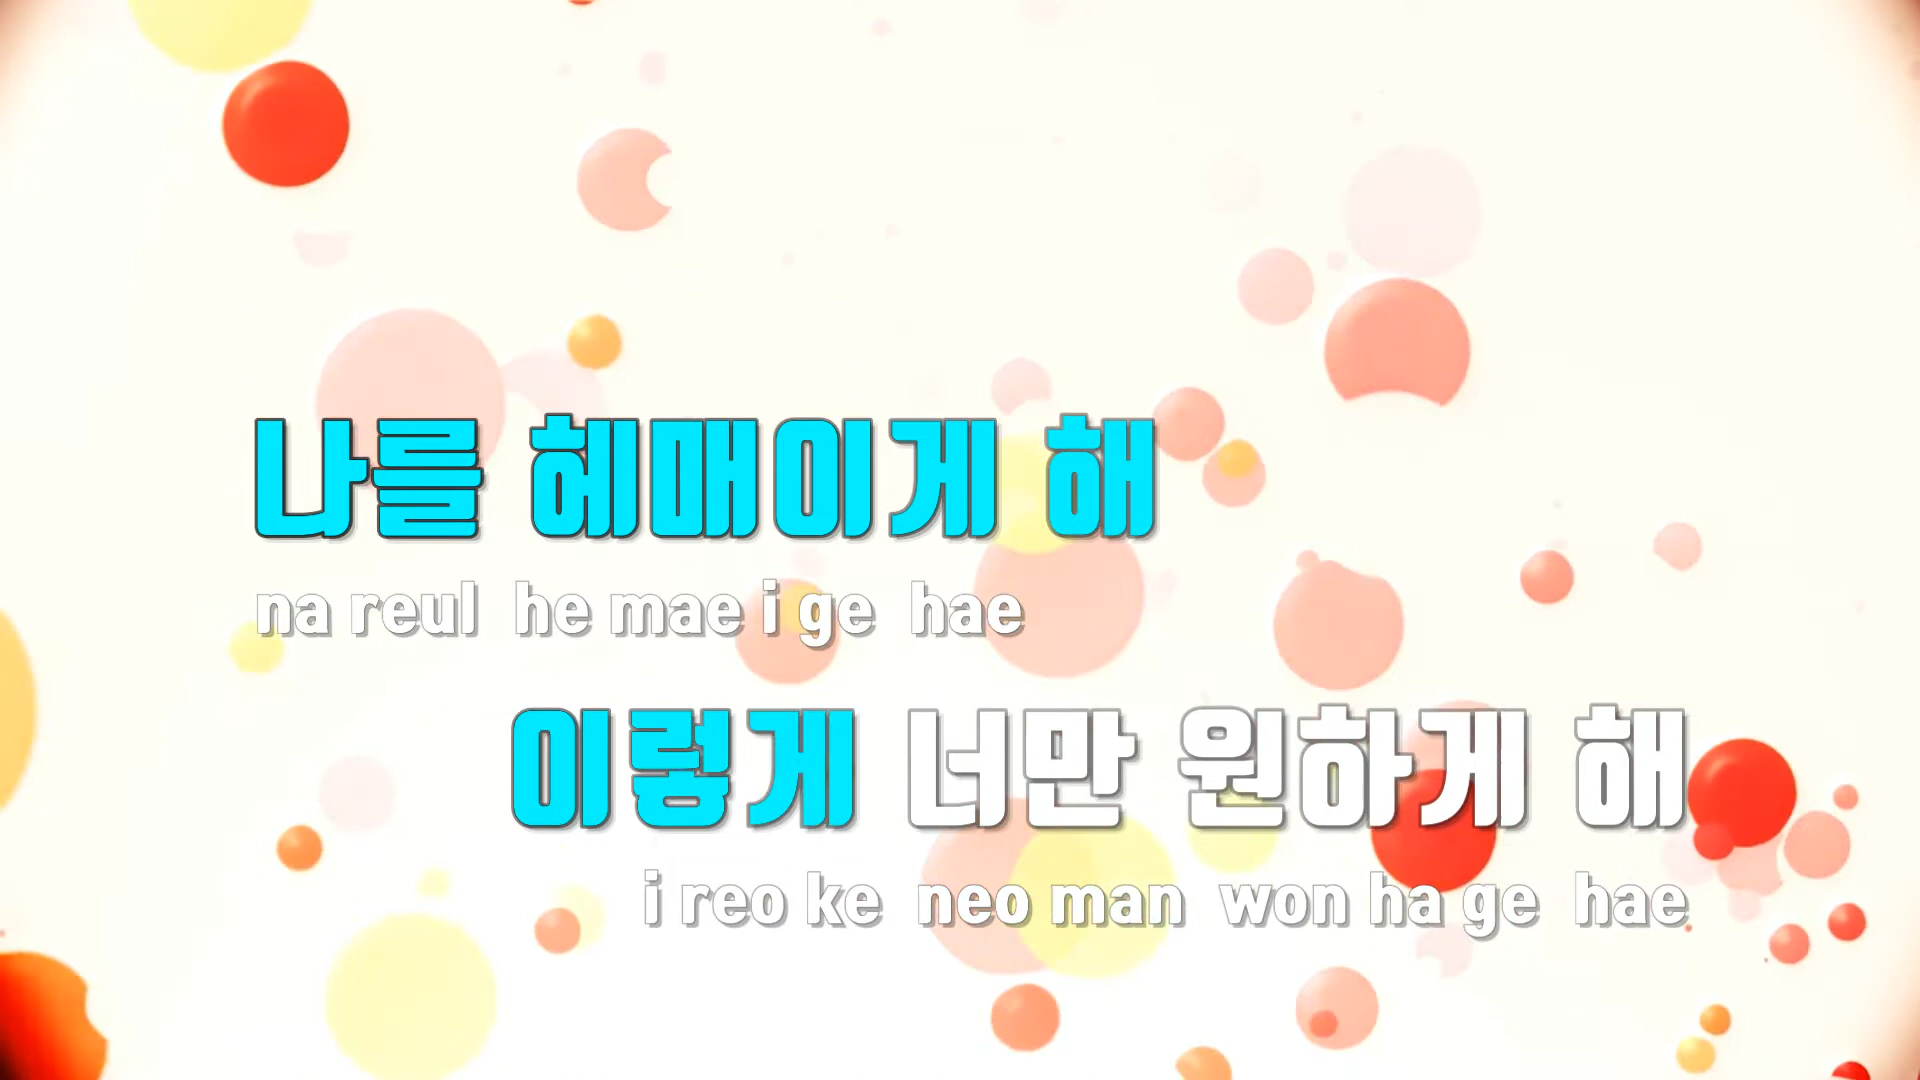 나를 헤매이게 해
na reul he mae i ge hae
이렇게 너만 원하게 해
i reo ke neo man won ha ge hae